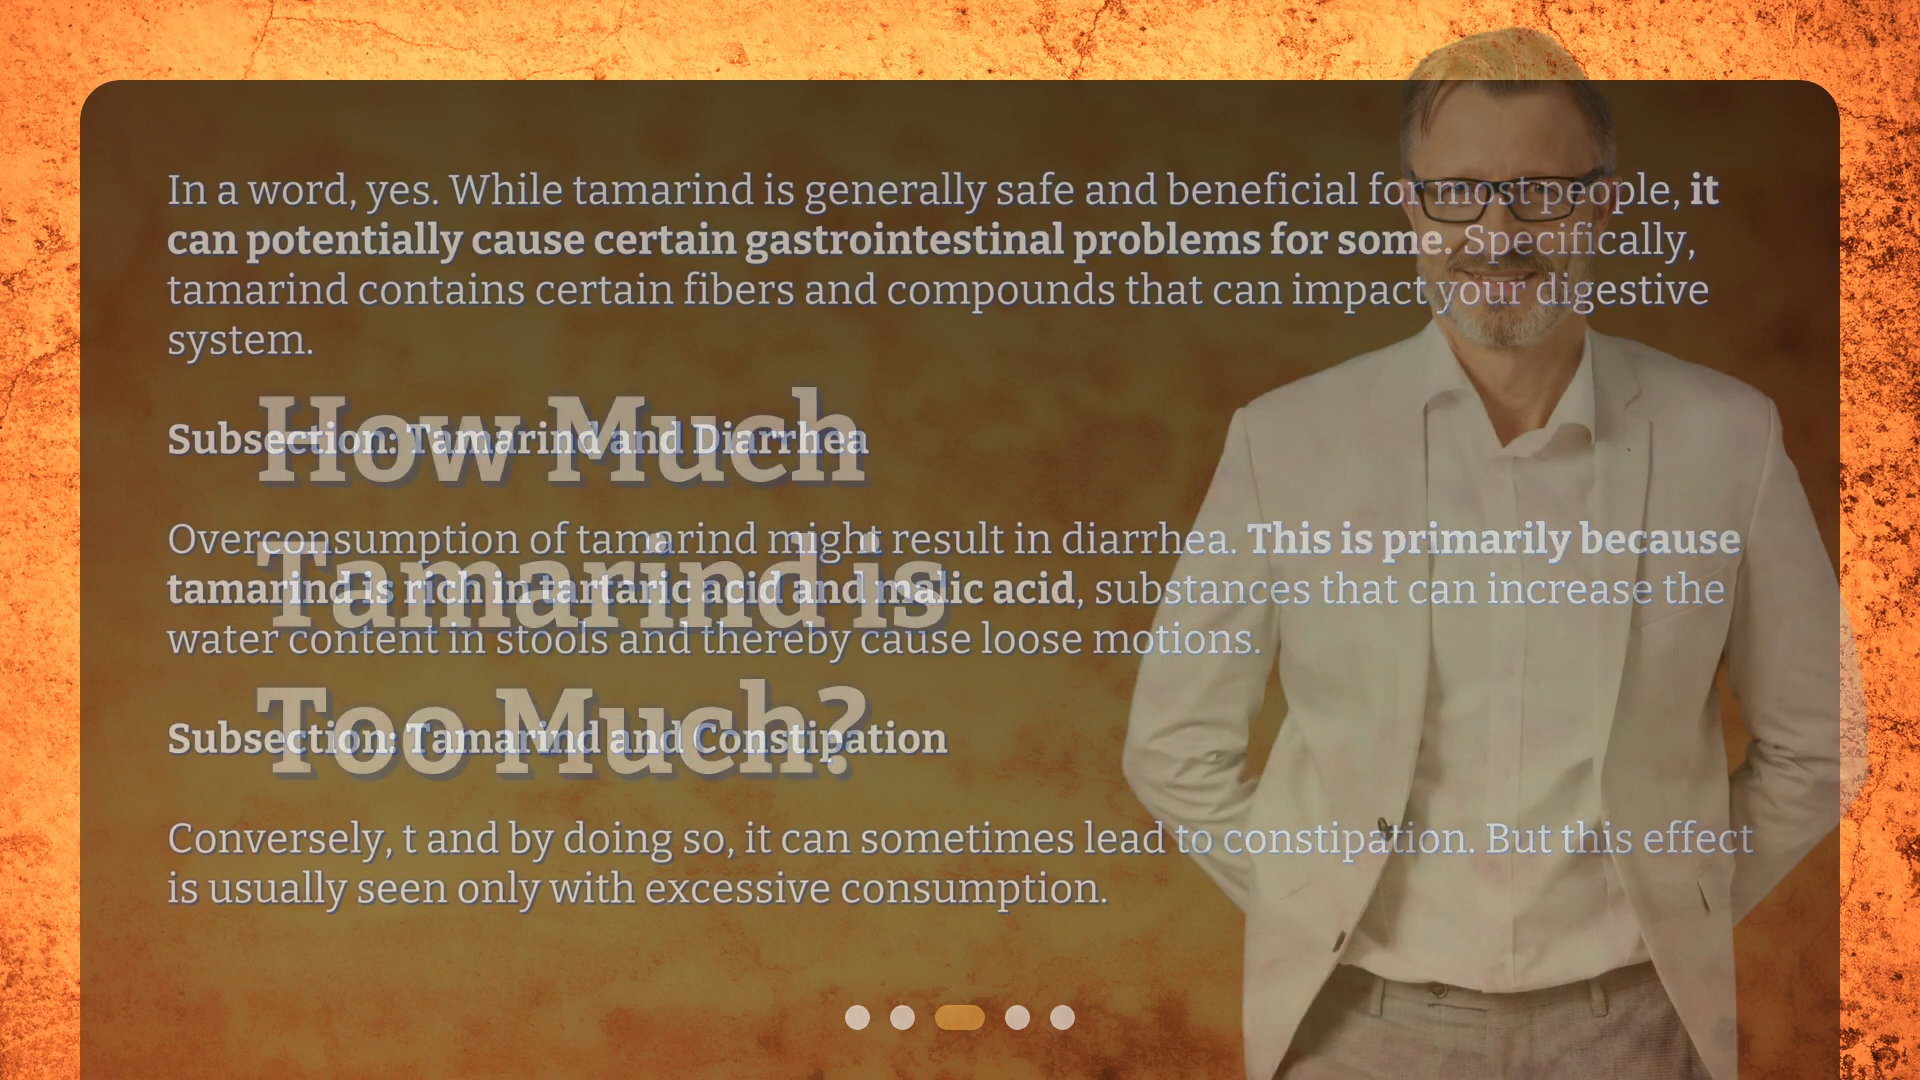 In a word, yes. While tamarind is generally safe and beneficial for most people, it
can potentially cause certain gastrointestinal problems for some. Specifically,
tamarind contains certain fibers and compounds that can impact your digestive
system.
Subsection: Tamarind and Diarrhea
Overconsumption of tamarind might result in diarrhea. This is primarily because
tamarind is rich in tartaric acid and malic acid, substances that can increase the
water content in stools and thereby cause loose motions.
Subsection: Tamarind and Constipation
Conversely, t and by doing so, it can sometimes lead to constipation. But this effect
is usually seen only with excessive consumption.
How Much
Tamarind is
Too Much?